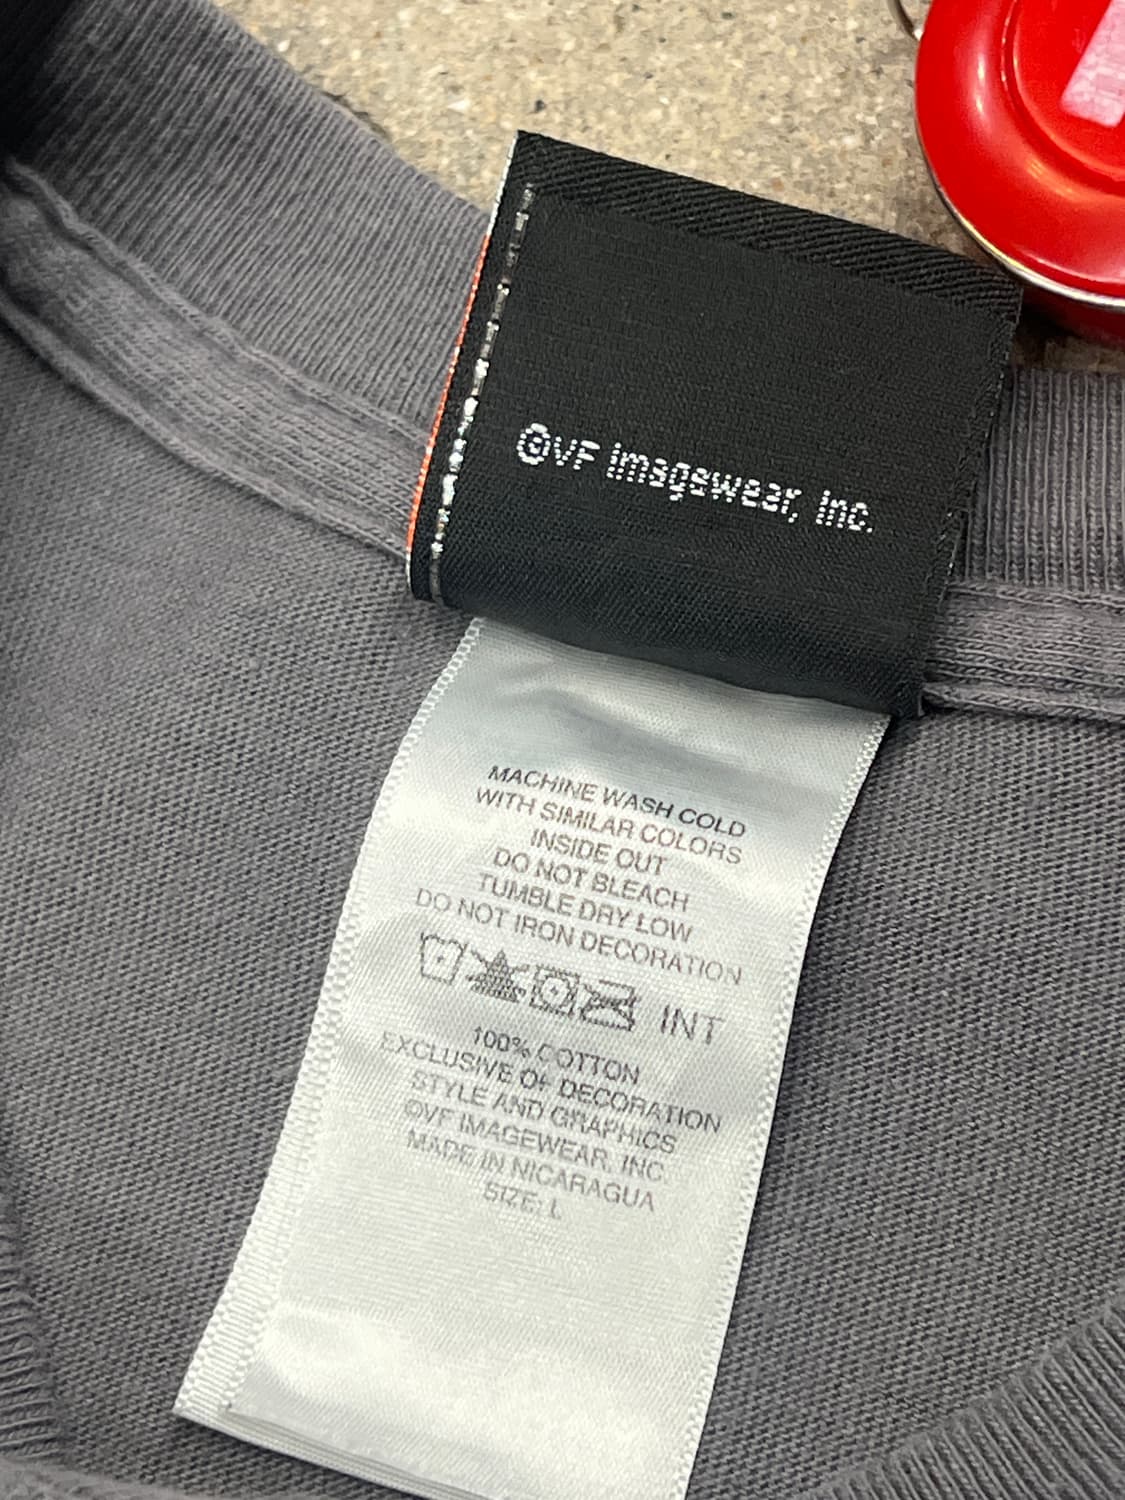 ©VF Imagewear, Inc.
MACHINE WASH COLD
WITH SIMILAR COLORS
INSIDE OUT
DO NOT BLEACH
TUMBLE DRY LOW
DO NOT IRON DECORATION
INT
100% COTTON
EXCLUSIVE OF DECORATION
STYLE AND GRAPHICS
©VF IMAGEWEAR, INC.
MADE IN NICARAGUA
SIZE: L